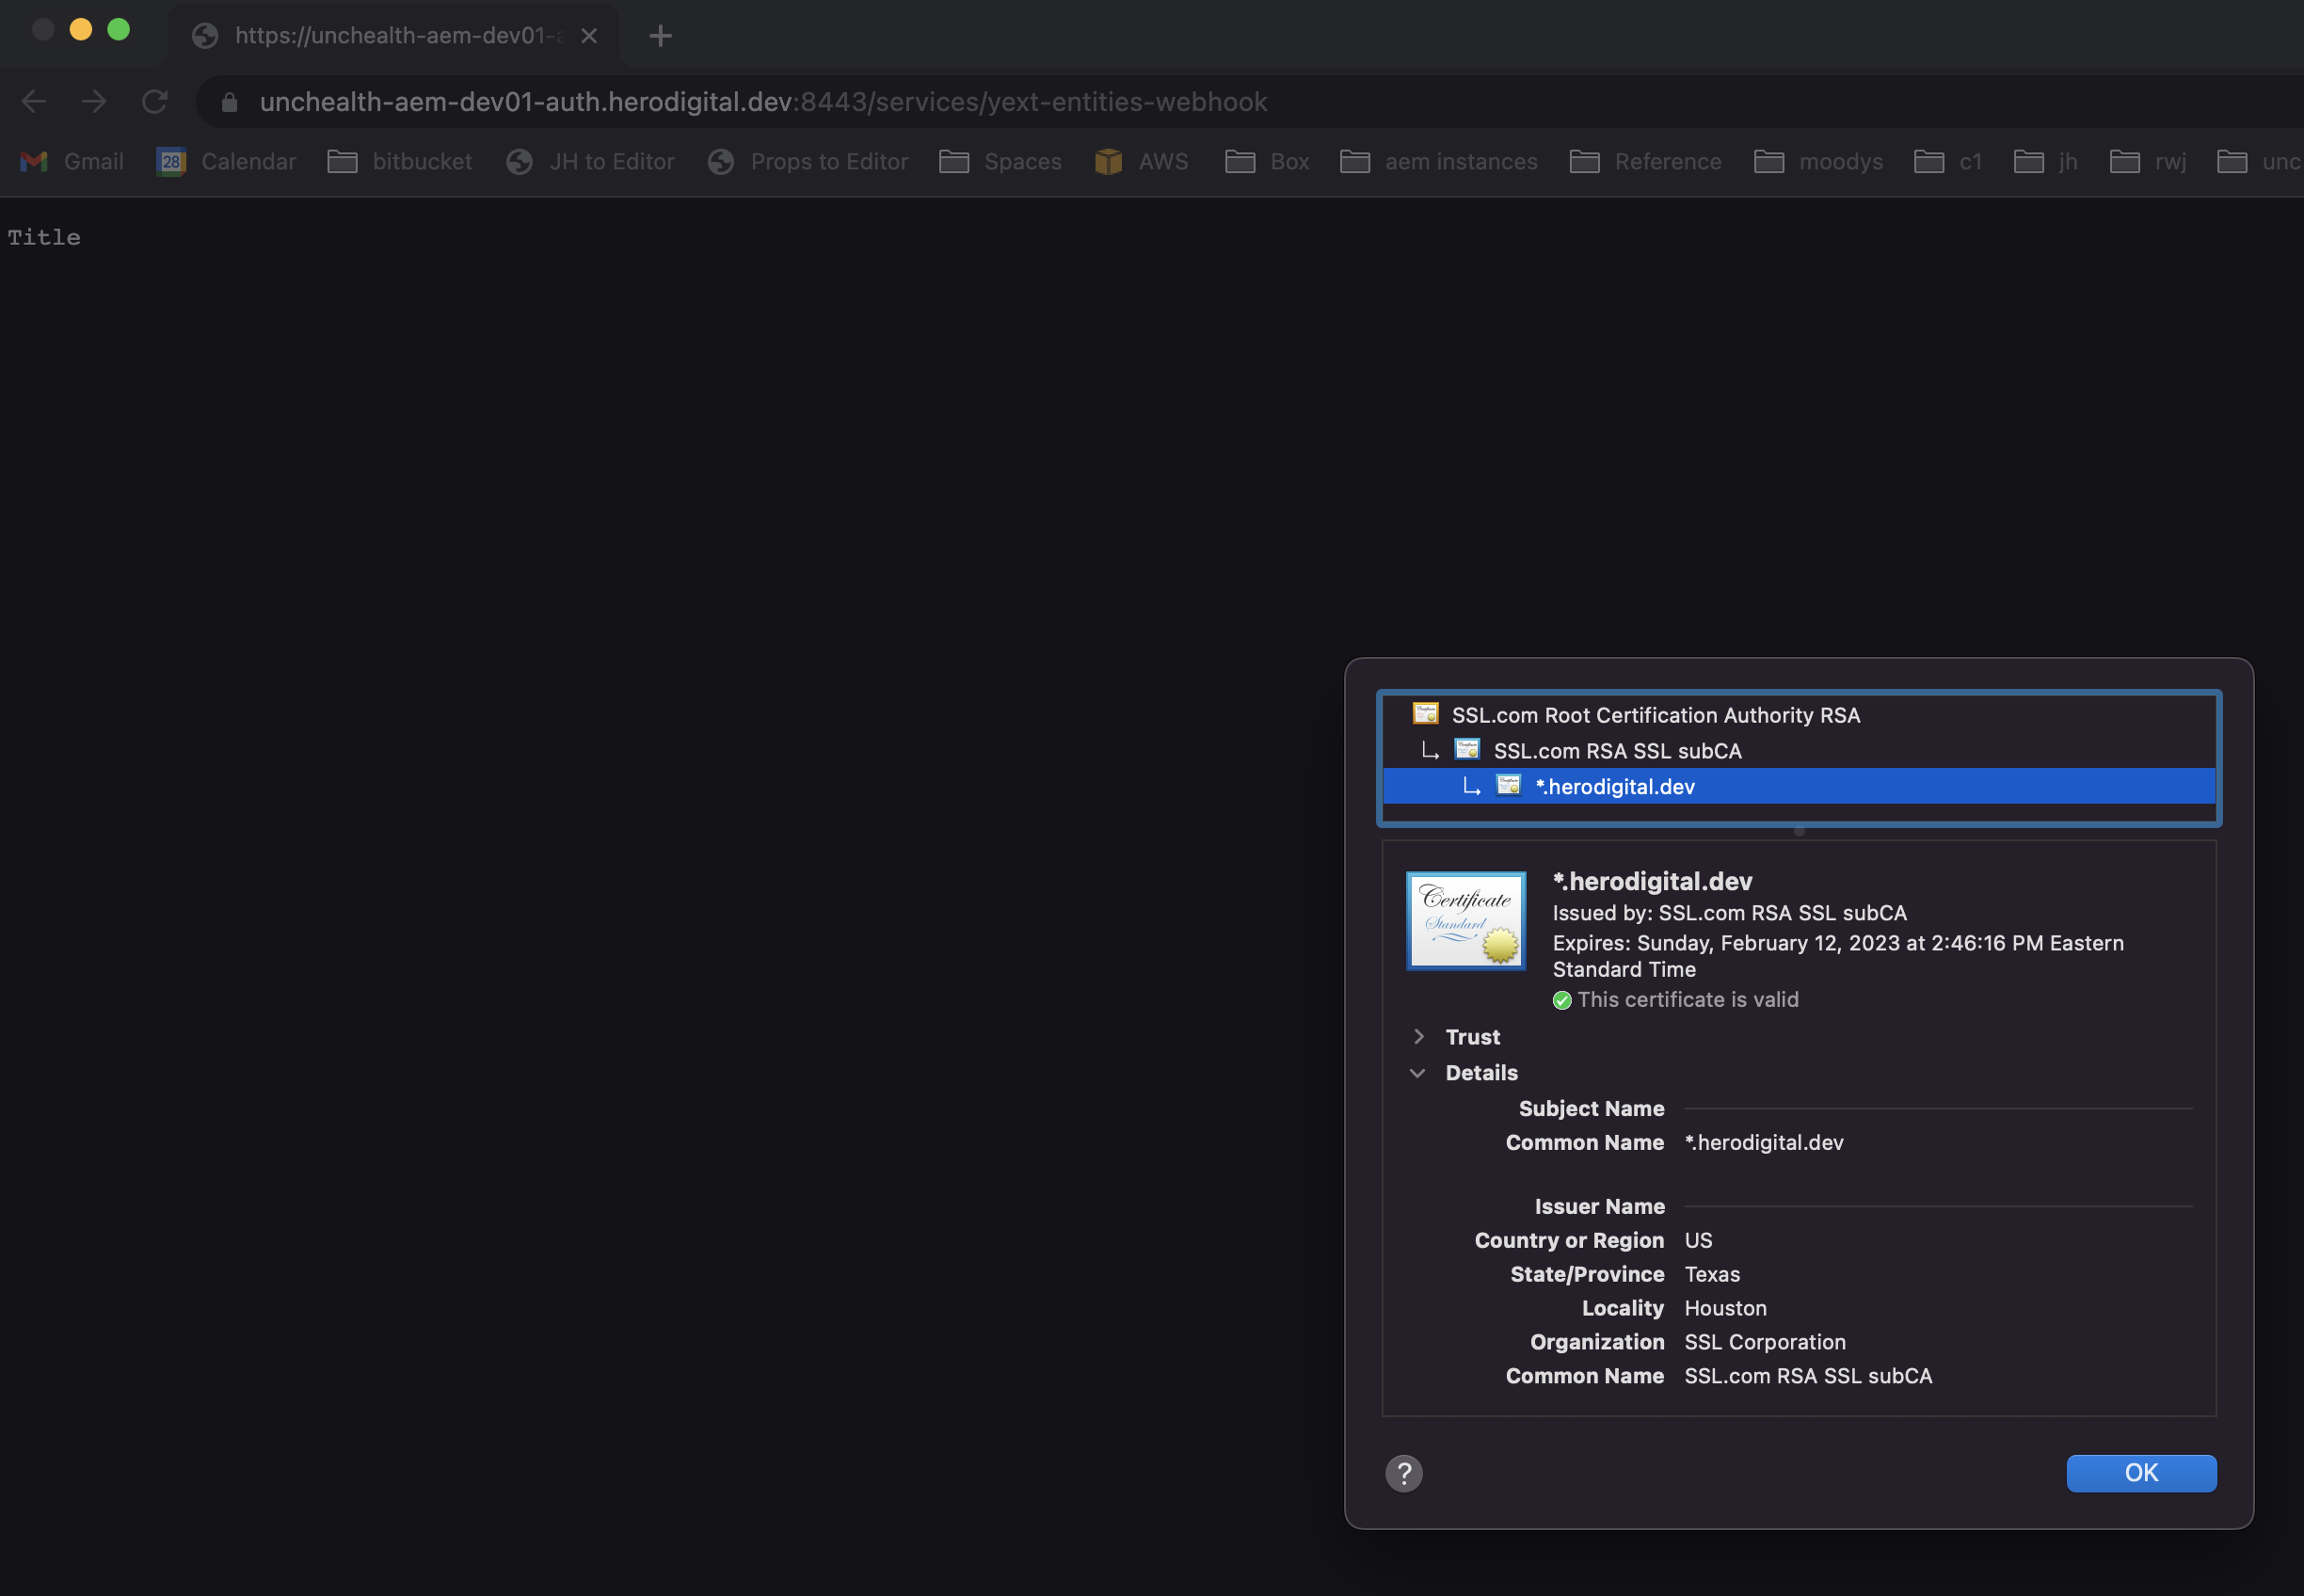 https://unchealth-aem-dev01-a
unchealth-aem-dev01-auth.herodigital.dev:8443/services/yext-entities-webhook
Gmail 28 Calendar bitbucket JH to Editor Props to Editor Spaces AWS Box aem instances Reference moodys c1 jh rwj unc
Title
SSL.com Root Certification Authority RSA
SSL.com RSA SSL subCA
*.herodigital.dev
Certificate
Standard
*.herodigital.dev
Issued by: SSL.com RSA SSL subCA
Expires: Sunday, February 12, 2023 at 2:46:16 PM Eastern
Standard Time
This certificate is valid
Trust
Details
Subject Name
Common Name *.herodigital.dev
Issuer Name
Country or Region US
State/Province Texas
Locality Houston
Organization SSL Corporation
Common Name SSL.com RSA SSL subCA
? OK